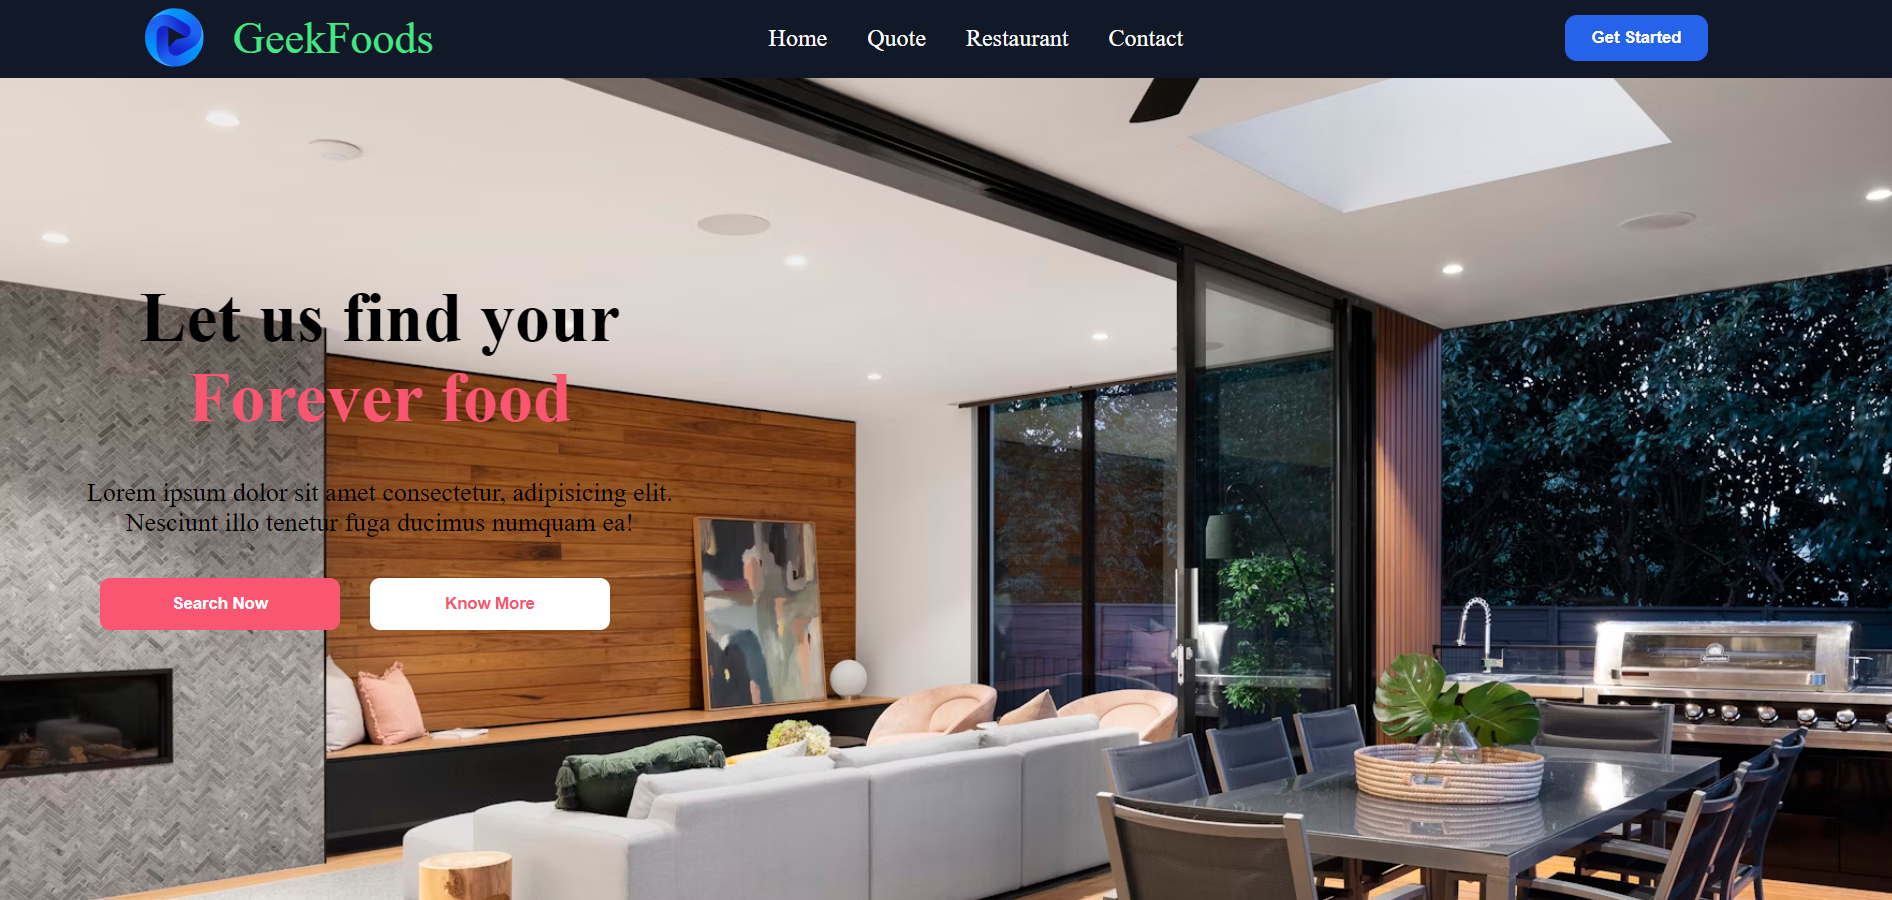 GeekFoods
Home
Quote
Restaurant
Contact
Get Started
Let us find your
Forever food
Lorem ipsum dolor sit amet consectetur, adipisicing elit.
Nesciunt illo tenetur fuga ducimus numquam ea!
Search Now
Know More